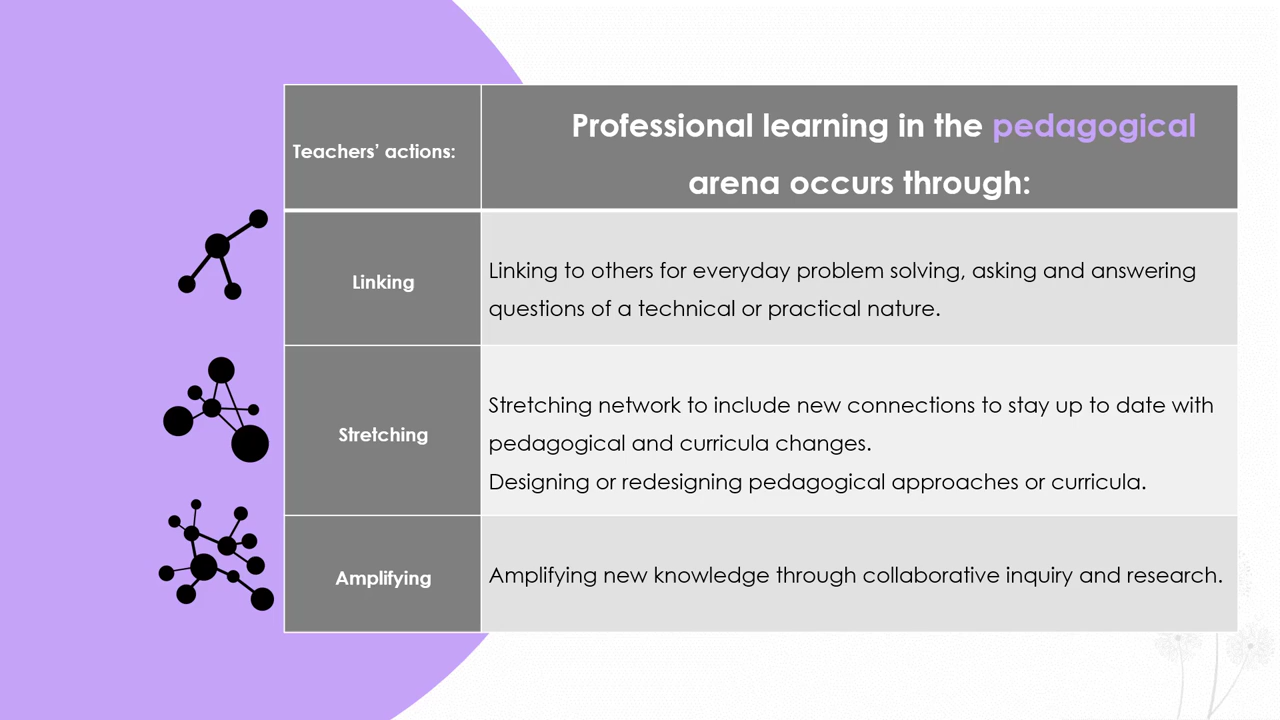 Teachers’ actions:
Professional learning in the pedagogical
arena occurs through:
Linking
Linking to others for everyday problem solving, asking and answering
questions of a technical or practical nature.
Stretching
Stretching network to include new connections to stay up to date with
pedagogical and curricula changes.
Designing or redesigning pedagogical approaches or curricula.
Amplifying
Amplifying new knowledge through collaborative inquiry and research.